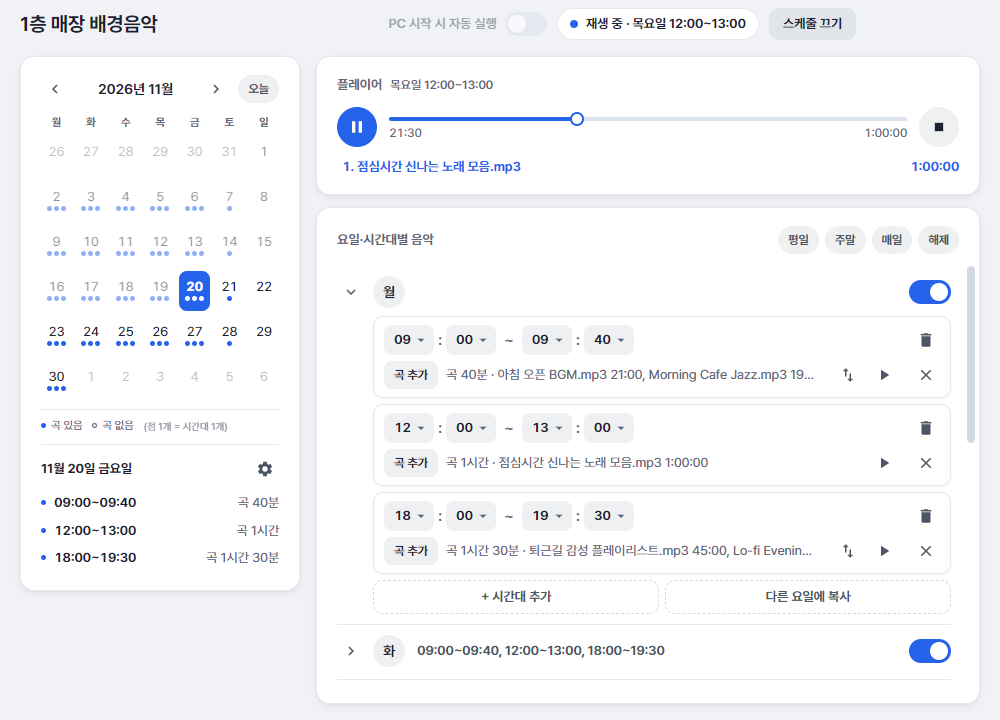 1층 매장 배경음악
PC 시작 시 자동 실행
재생 중 · 목요일 12:00~13:00
스케줄 끄기
2026년 11월
오늘
월 화 수 목 금 토 일
26 27 28 29 30 31 1
2 3 4 5 6 7 8
9 10 11 12 13 14 15
16 17 18 19 20 21 22
23 24 25 26 27 28 29
30 1 2 3 4 5 6
곡 있음 곡 없음 (점 1개 = 시간대 1개)
11월 20일 금요일
09:00~09:40 곡 40분
12:00~13:00 곡 1시간
18:00~19:30 곡 1시간 30분
플레이어 목요일 12:00~13:00
21:30 1:00:00
1. 점심시간 신나는 노래 모음.mp3 1:00:00
요일·시간대별 음악
평일 주말 매일 해제
월
09 : 00 ~ 09 : 40
곡 추가 곡 40분 · 아침 오픈 BGM.mp3 21:00, Morning Cafe Jazz.mp3 19...
12 : 00 ~ 13 : 00
곡 추가 곡 1시간 · 점심시간 신나는 노래 모음.mp3 1:00:00
18 : 00 ~ 19 : 30
곡 추가 곡 1시간 30분 · 퇴근길 감성 플레이리스트.mp3 45:00, Lo-fi Evenin...
+ 시간대 추가
다른 요일에 복사
화 09:00~09:40, 12:00~13:00, 18:00~19:30